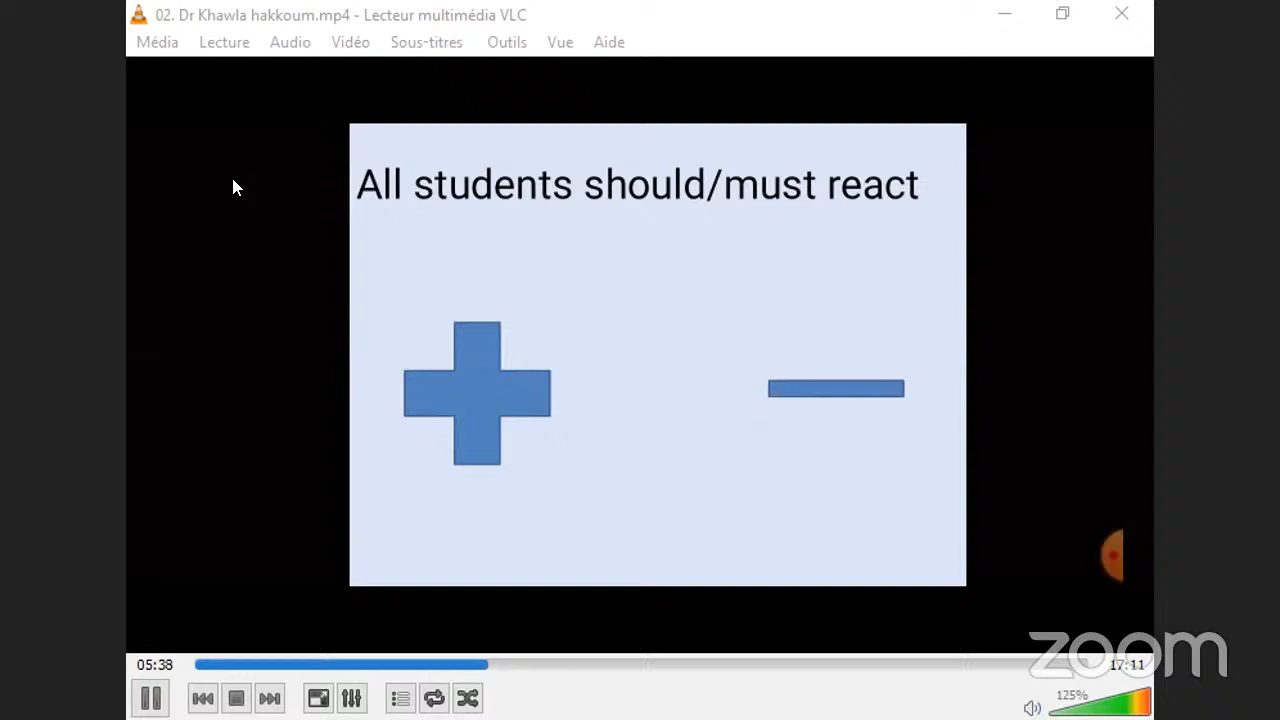 02. Dr Khawla hakkoum.mp4 - Lecteur multimédia VLC
Média Lecture Audio Vidéo Sous-titres Outils Vue Aide
All students should/must react
05:38
17:11
125%
zoom